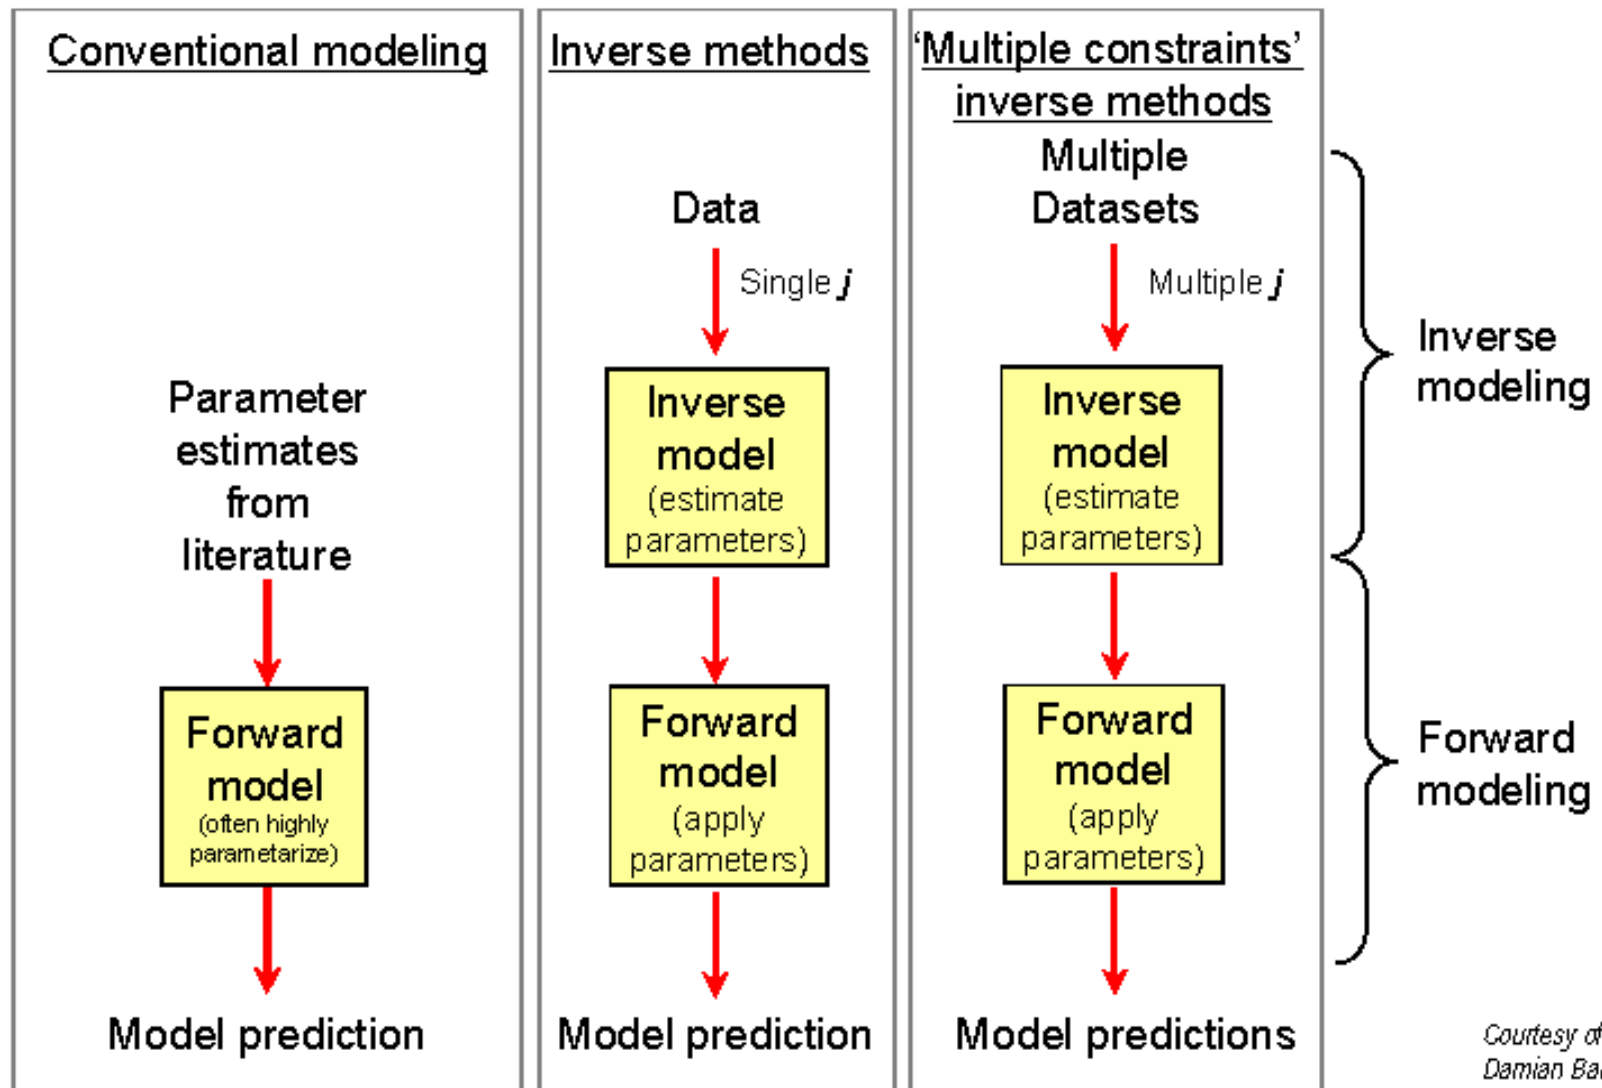 Conventional modeling
Parameter
estimates
from
literature
Forward
model
(often highly
parametarize)
Model prediction
Inverse methods
Data
Single j
Inverse
model
(estimate
parameters)
Forward
model
(apply
parameters)
Model prediction
'Multiple constraints'
inverse methods
Multiple
Datasets
Multiple j
Inverse
model
(estimate
parameters)
Forward
model
(apply
parameters)
Model predictions
Inverse
modeling
Forward
modeling
Courtesy of
Damian